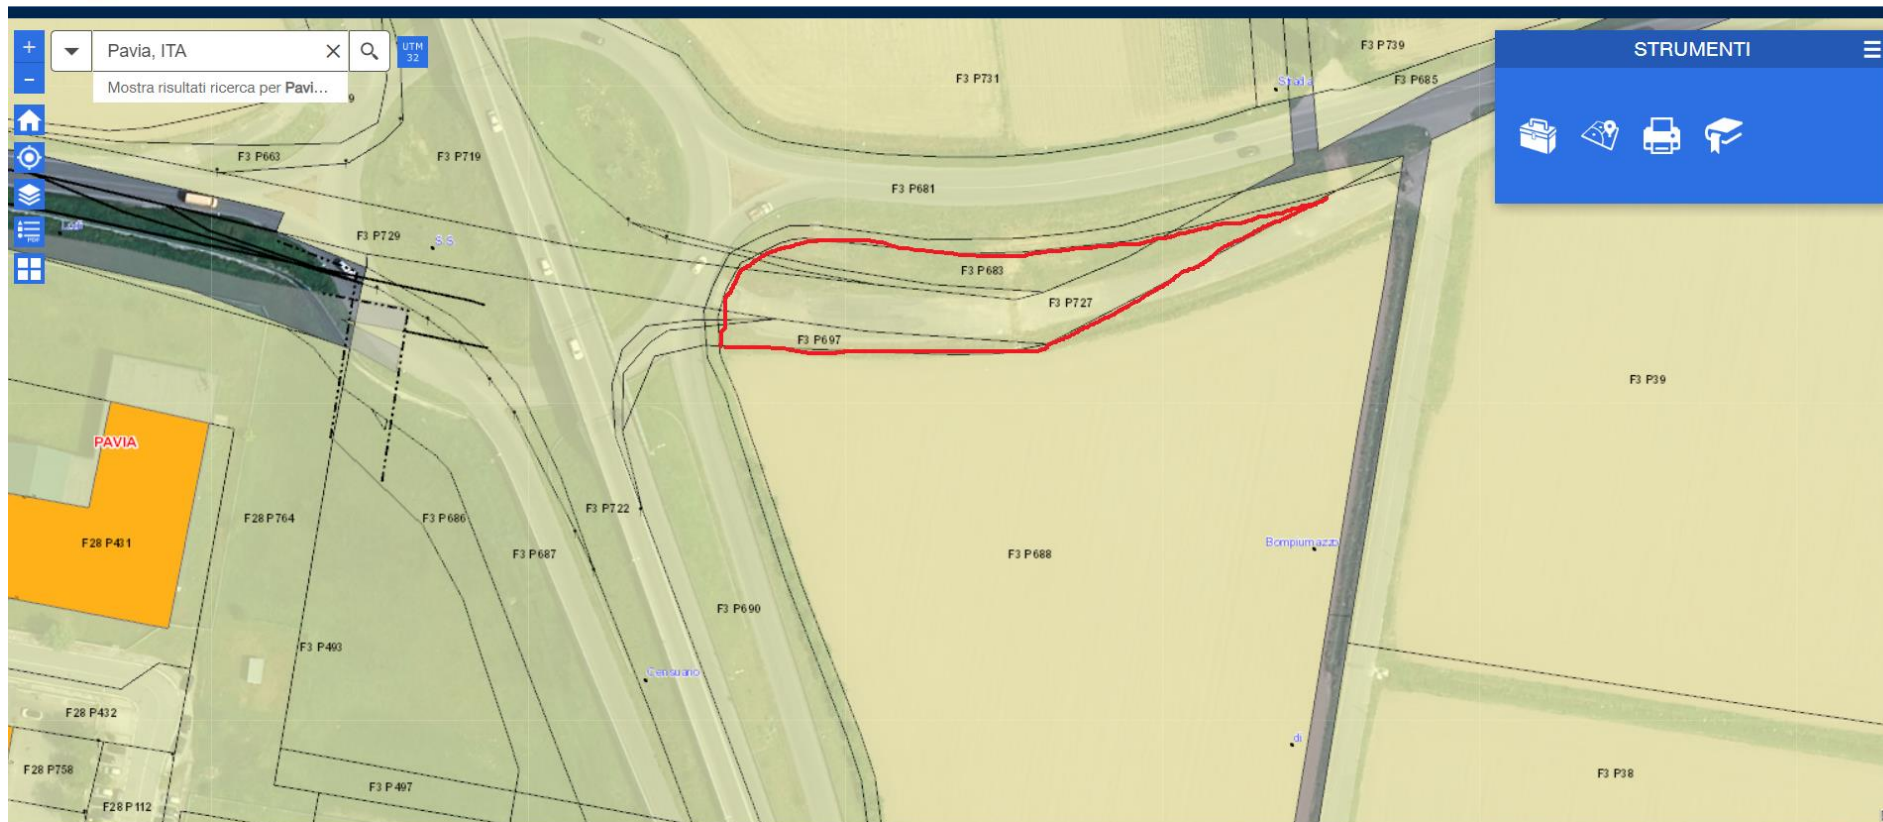 +
Pavia, ITA
UTM
32
STRUMENTI
−
Mostra risultati ricerca per Pavi...
9
PDF
F3 P739
F3 P731
Strada
F3 P685
F3 P663
F3 P719
F3 P681
Lodi
F3 P729
S.S
F3 P683
F3 P727
F3 P697
F3 P39
PAVIA
F28 P764
F3 P686
F3 P722
F28 P431
F3 P687
F3 P688
Bompiumazzo
F3 P690
F3 P493
Censuario
F28 P432
di
F28 P758
F3 P497
F3 P38
F28 P112